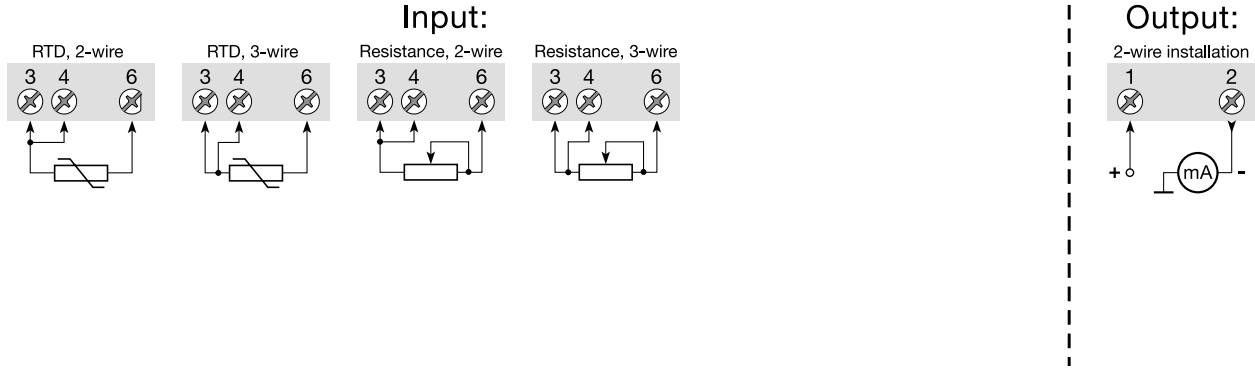 Input:
RTD, 2-wire
3 4 6
RTD, 3-wire
3 4 6
Resistance, 2-wire
3 4 6
Resistance, 3-wire
3 4 6
Output:
2-wire installation
1 2
+ mA -